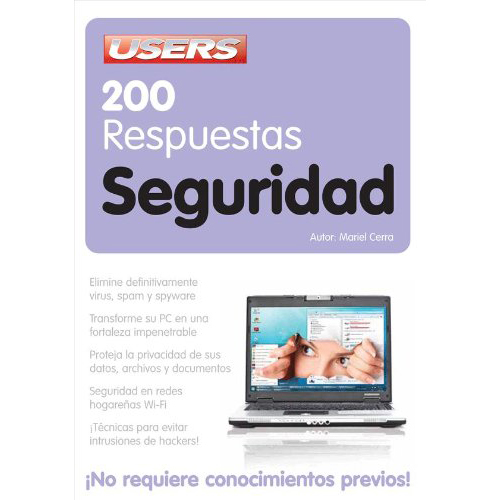 USERS
200
Respuestas
Seguridad
Autor: Mariel Cerra
Elimine definitivamente
virus, spam y spyware
Transforme su PC en una
fortaleza impenetrable
Proteja la privacidad de sus
datos, archivos y documentos
Seguridad en redes
hogareñas Wi-Fi
¡Técnicas para evitar
intrusiones de hackers!
¡No requiere conocimientos previos!